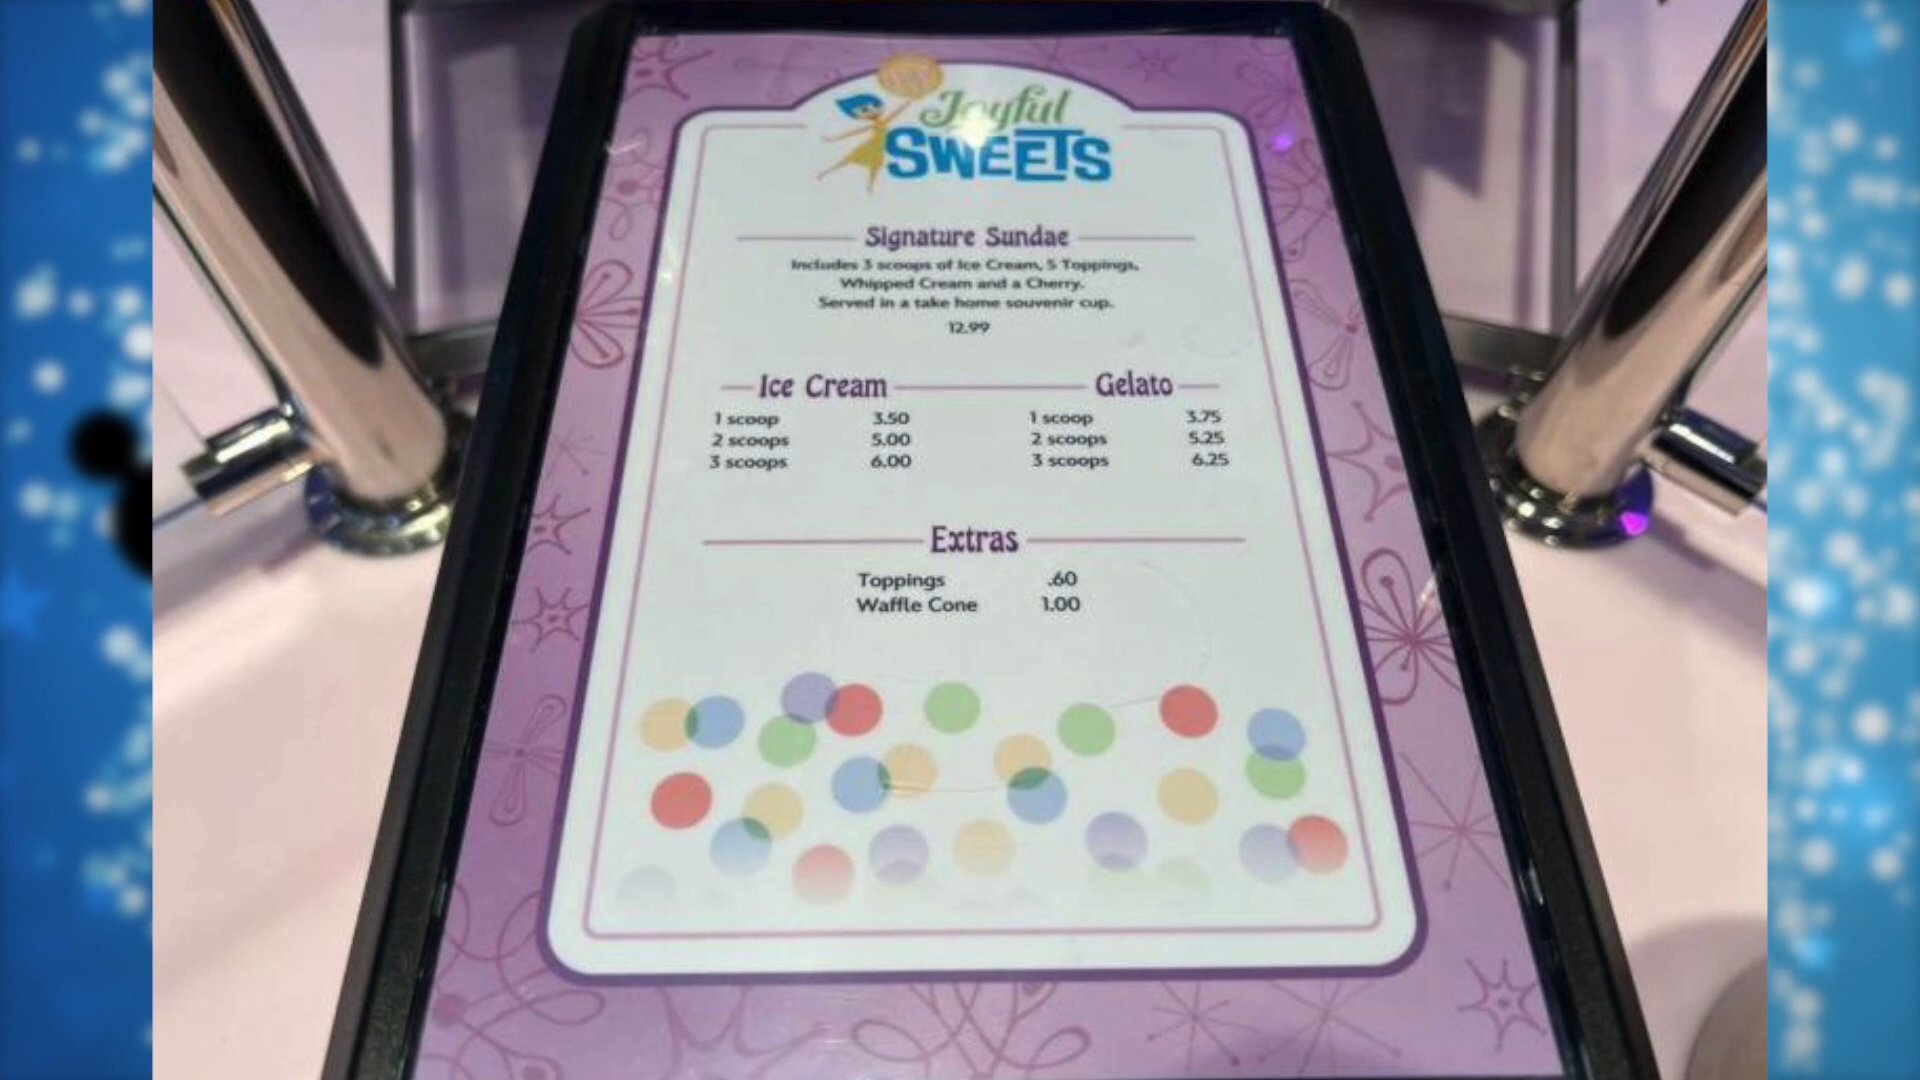 Joyful
SWEETS
Signature Sundae
Includes 3 scoops of Ice Cream, 5 Toppings,
Whipped Cream and a Cherry.
Served in a take home souvenir cup.
12.99
Ice Cream
1 scoop 3.50
2 scoops 5.00
3 scoops 6.00
Gelato
1 scoop 3.75
2 scoops 5.25
3 scoops 6.25
Extras
Toppings .60
Waffle Cone 1.00